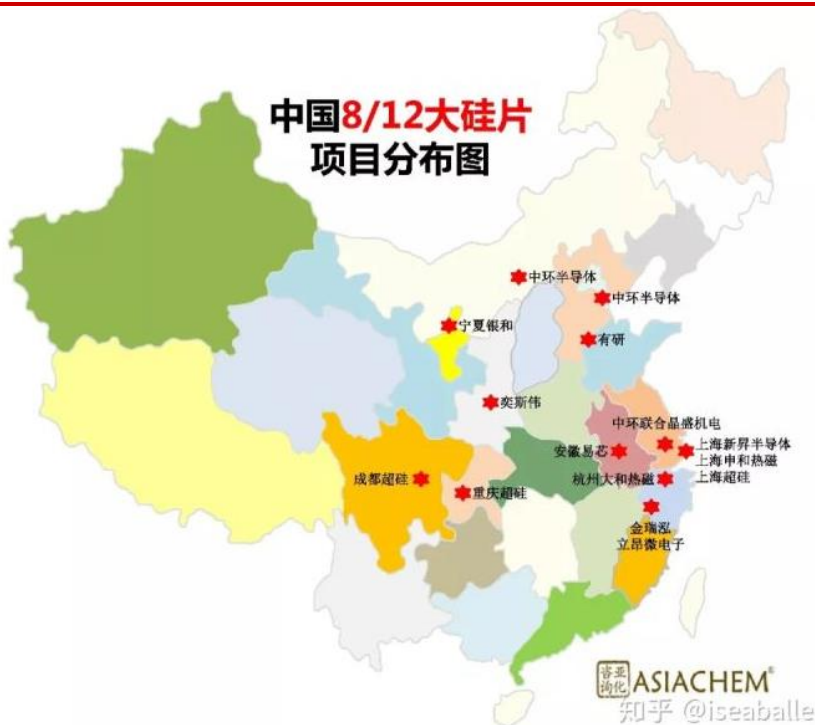 中国8/12大硅片
项目分布图
中环半导体
中环半导体
宁夏银和
有研
奕斯伟
中环联合晶盛机电
上海新昇半导体
安徽易芯
上海申和热磁
成都超硅
杭州大和热磁
上海超硅
重庆超硅
金瑞泓
立昂微电子
咨亚
询化
ASIACHEM®
知乎 @iseaballe